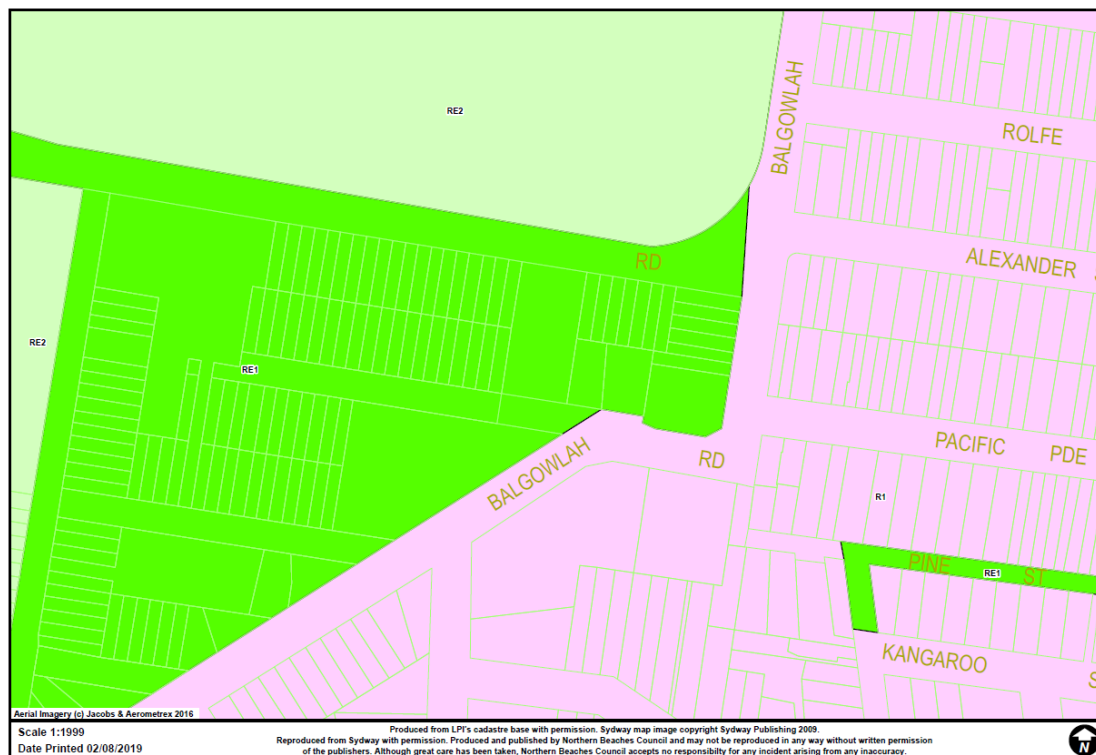 RE2
BALGOWLAH
ROLFE
ALEXANDER
RD
RE2
RE1
BALGOWLAH
RD
PACIFIC PDE
R1
PINE ST
RE1
KANGAROO S
Aerial Imagery (c) Jacobs & Aerometrex 2016
Scale 1:1999
Date Printed 02/08/2019
Produced from LPI's cadastre base with permission. Sydway map image copyright Sydway Publishing 2009.
Reproduced from Sydway with permission. Produced and published by Northern Beaches Council and may not be reproduced in any way without written permission
of the publishers. Although great care has been taken, Northern Beaches Council accepts no responsibilty for any incident arising from any inaccuracy.
N